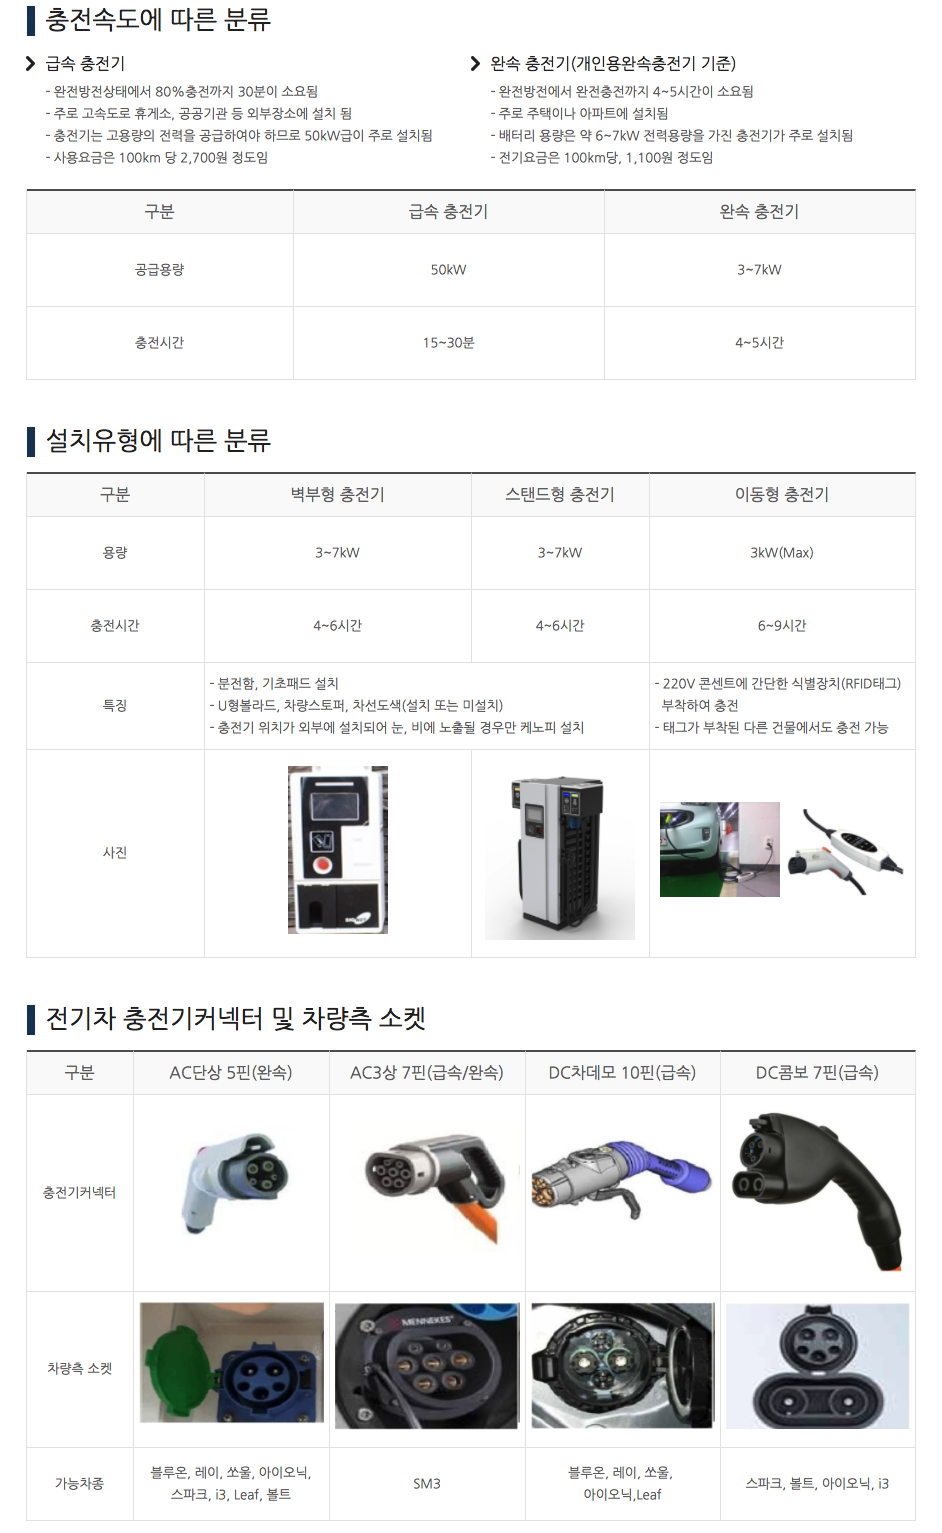 충전속도에 따른 분류
급속 충전기
- 완전방전상태에서 80%충전까지 30분이 소요됨
- 주로 고속도로 휴게소, 공공기관 등 외부장소에 설치 됨
- 충전기는 고용량의 전력을 공급하여야 하므로 50kW급이 주로 설치됨
- 사용요금은 100km 당 2,700원 정도임
완속 충전기(개인용완속충전기 기준)
- 완전방전에서 완전충전까지 4~5시간이 소요됨
- 주로 주택이나 아파트에 설치됨
- 배터리 용량은 약 6~7kW 전력용량을 가진 충전기가 주로 설치됨
- 전기요금은 100km당, 1,100원 정도임
구분 급속 충전기 완속 충전기
공급용량 50kW 3~7kW
충전시간 15~30분 4~5시간
설치유형에 따른 분류
구분 벽부형 충전기 스탠드형 충전기 이동형 충전기
용량 3~7kW 3~7kW 3kW(Max)
충전시간 4~6시간 4~6시간 6~9시간
특징
- 분전함, 기초패드 설치
- U형볼라드, 차량스토퍼, 차선도색(설치 또는 미설치)
- 충전기 위치가 외부에 설치되어 눈, 비에 노출될 경우만 케노피 설치
- 220V 콘센트에 간단한 식별장치(RFID태그)
부착하여 충전
- 태그가 부착된 다른 건물에서도 충전 가능
사진
전기차 충전기커넥터 및 차량측 소켓
구분 AC단상 5핀(완속) AC3상 7핀(급속/완속) DC차데모 10핀(급속) DC콤보 7핀(급속)
충전기커넥터
차량측 소켓
MENNEKES
가능차종
블루온, 레이, 쏘울, 아이오닉,
스파크, i3, Leaf, 볼트
SM3
블루온, 레이, 쏘울,
아이오닉,Leaf
스파크, 볼트, 아이오닉, i3